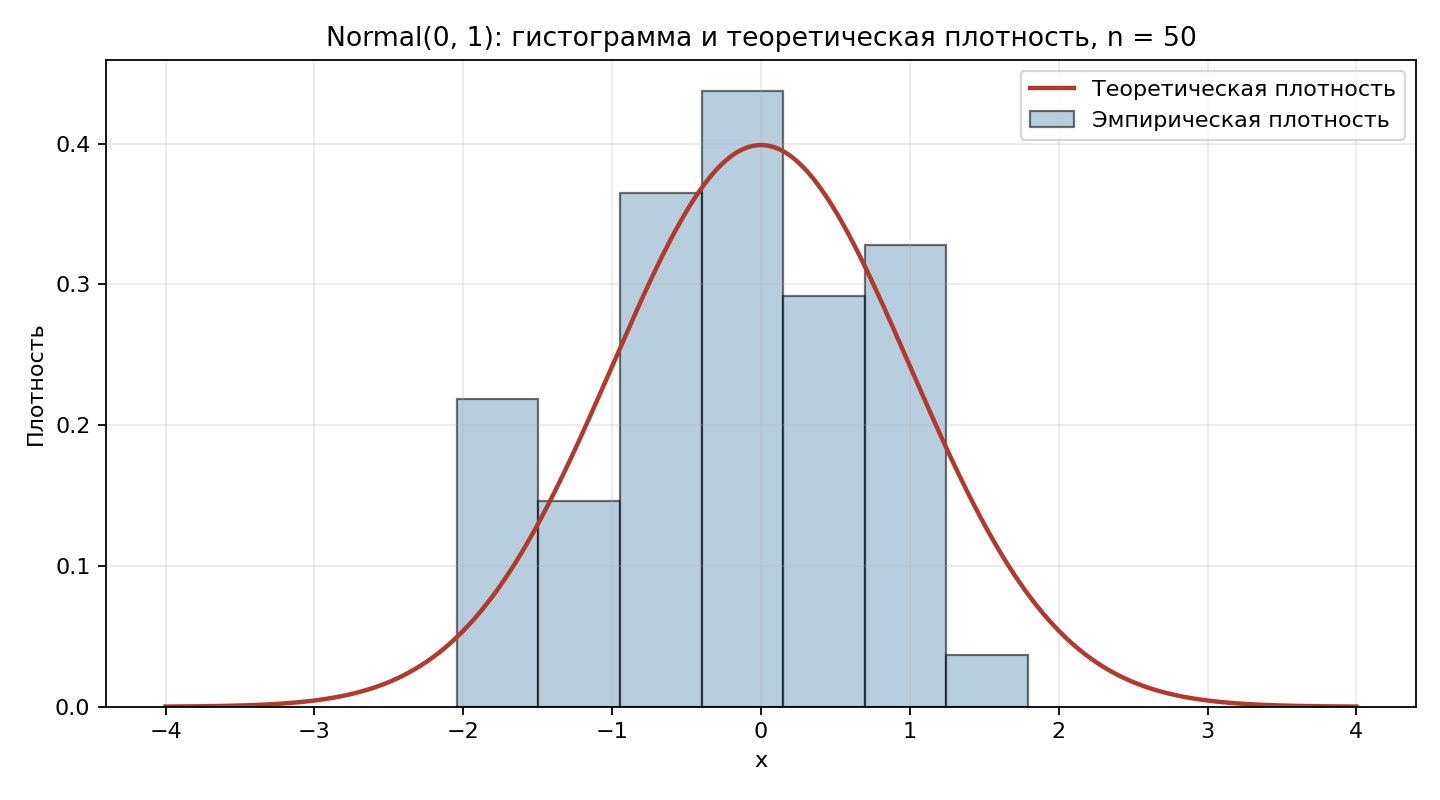 Normal(0, 1): гистограмма и теоретическая плотность, n = 50
Теоретическая плотность
Эмпирическая плотность
Плотность
0.4
0.3
0.2
0.1
0.0
−4 −3 −2 −1 0 1 2 3 4
x